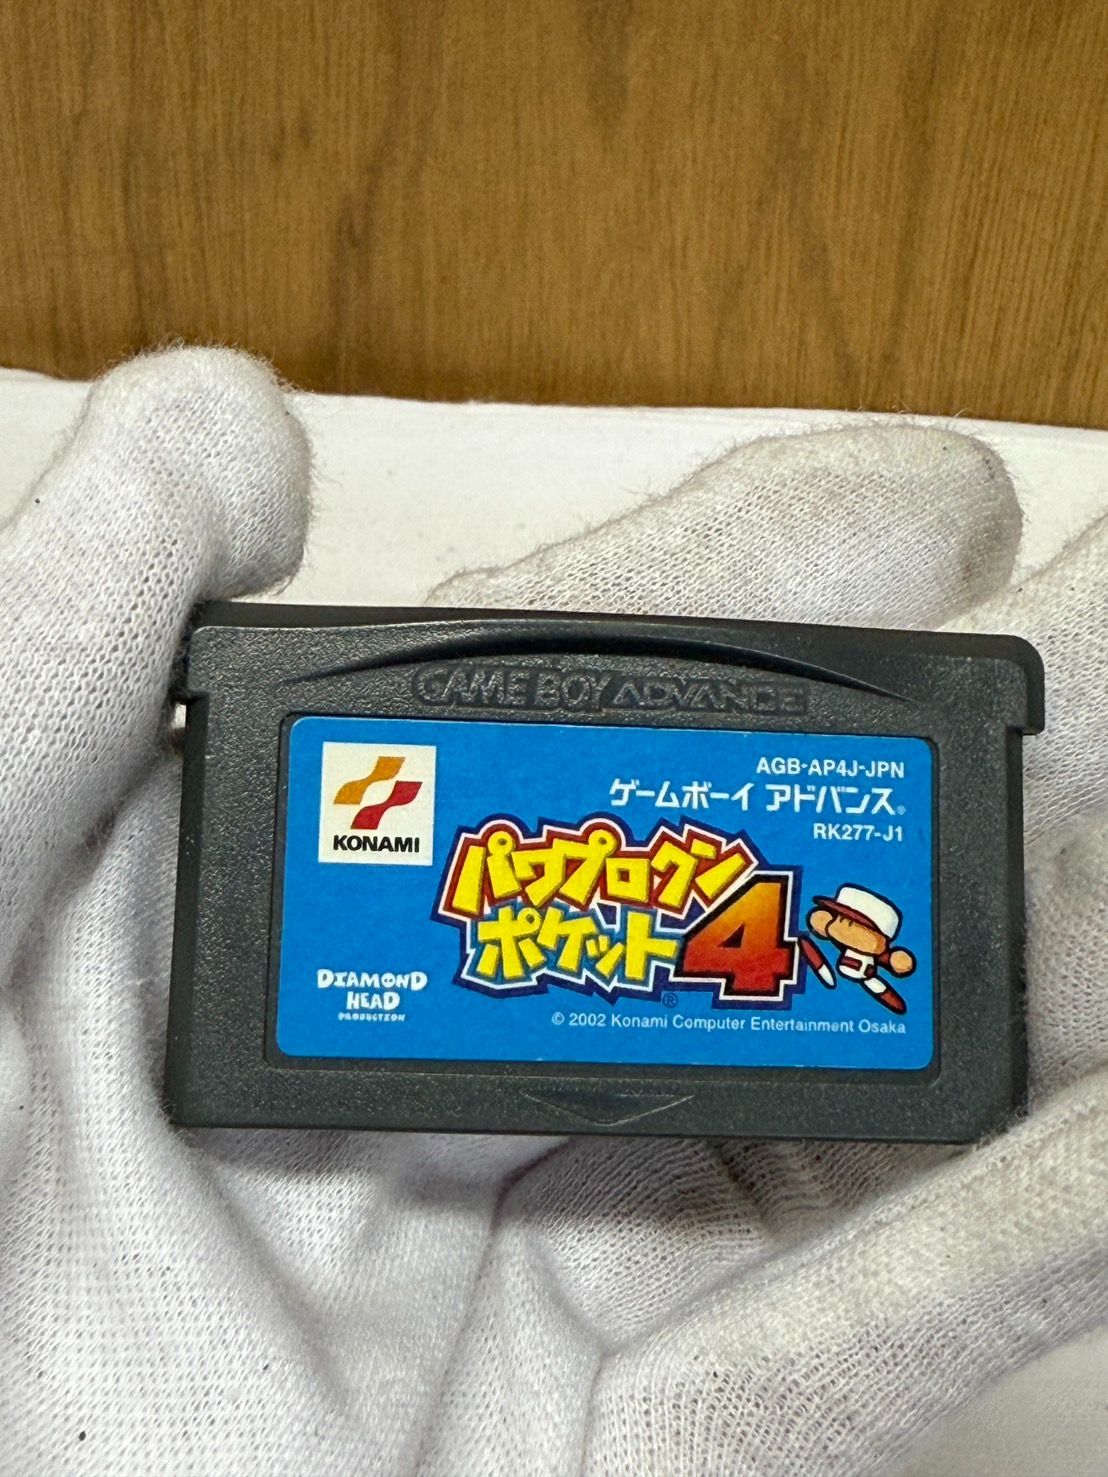 GAME BOY ADVANCE
KONAMI
AGB-AP4J-JPN
ゲームボーイ アドバンス®
RK277-J1
パワプロクン
ポケット4®
DIAMOND
HEAD
PRODUCTION
© 2002 Konami Computer Entertainment Osaka